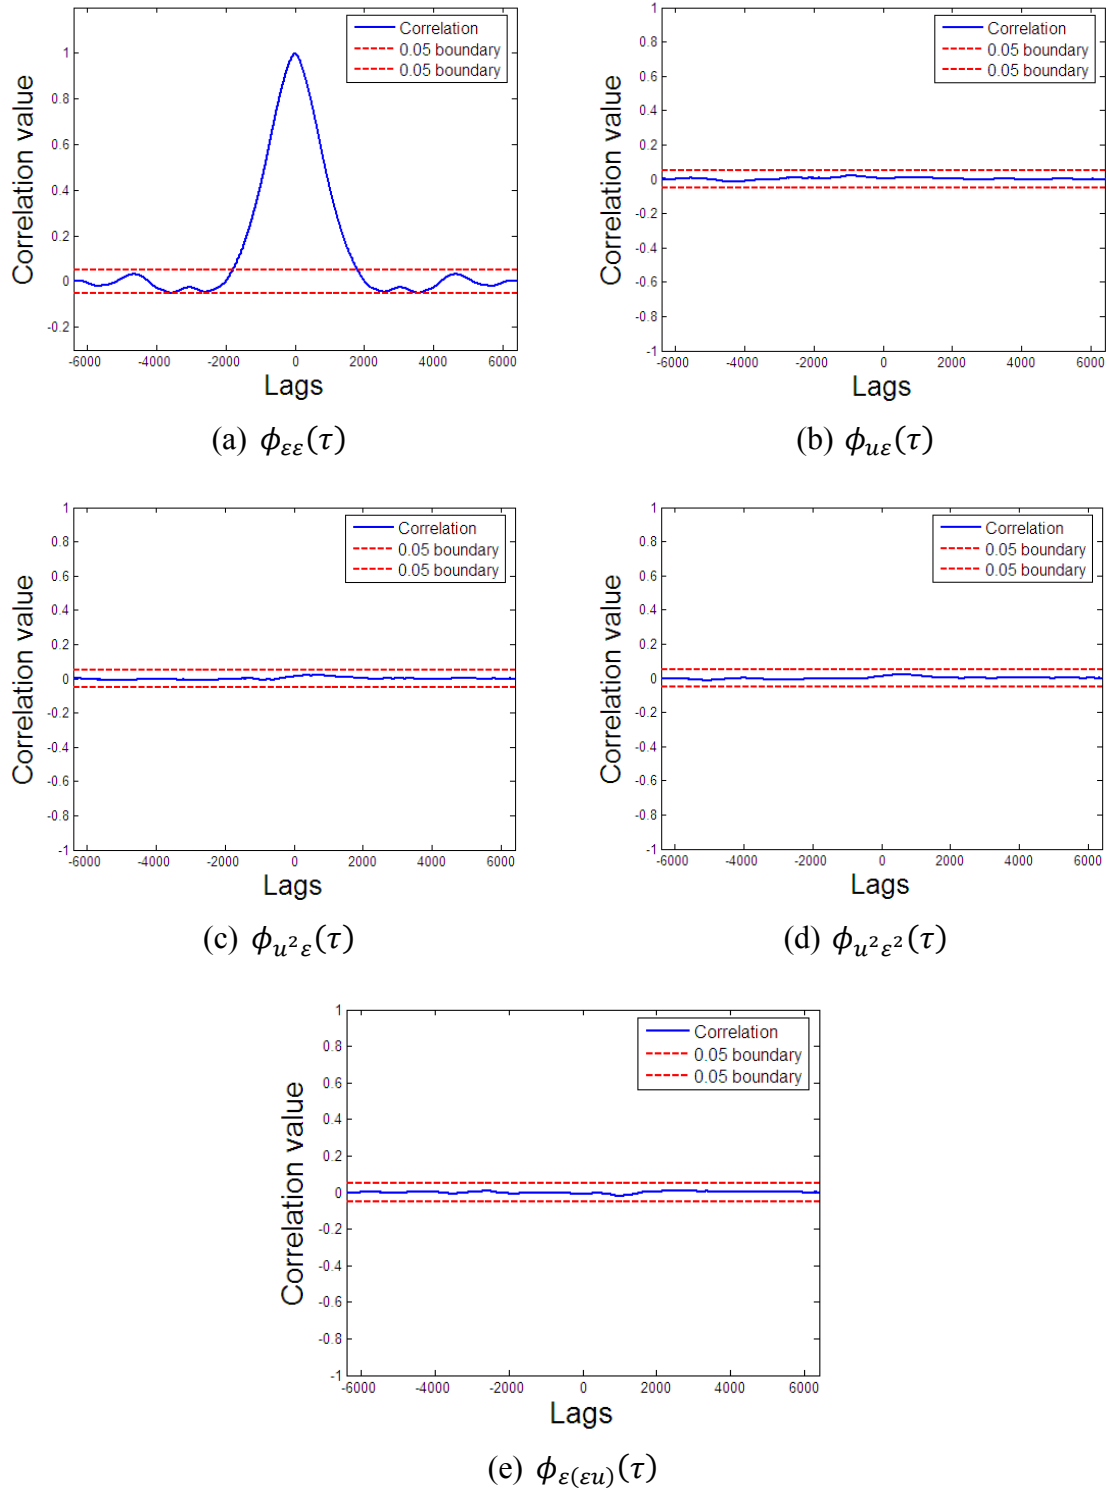 Correlation
0.05 boundary
0.05 boundary
1
0.8
0.6
0.4
0.2
0
-0.2
Correlation value
-6000 -4000 -2000 0 2000 4000 6000
Lags
(a) ϕεε(τ)
Correlation
0.05 boundary
0.05 boundary
1
0.8
0.6
0.4
0.2
0
-0.2
-0.4
-0.6
-0.8
-1
Correlation value
-6000 -4000 -2000 0 2000 4000 6000
Lags
(b) ϕuε(τ)
Correlation
0.05 boundary
0.05 boundary
1
0.8
0.6
0.4
0.2
0
-0.2
-0.4
-0.6
-0.8
-1
Correlation value
-6000 -4000 -2000 0 2000 4000 6000
Lags
(c) ϕu²ε(τ)
Correlation
0.05 boundary
0.05 boundary
1
0.8
0.6
0.4
0.2
0
-0.2
-0.4
-0.6
-0.8
-1
Correlation value
-6000 -4000 -2000 0 2000 4000 6000
Lags
(d) ϕu²ε²(τ)
Correlation
0.05 boundary
0.05 boundary
1
0.8
0.6
0.4
0.2
0
-0.2
-0.4
-0.6
-0.8
-1
Correlation value
-6000 -4000 -2000 0 2000 4000 6000
Lags
(e) ϕε(εu)(τ)